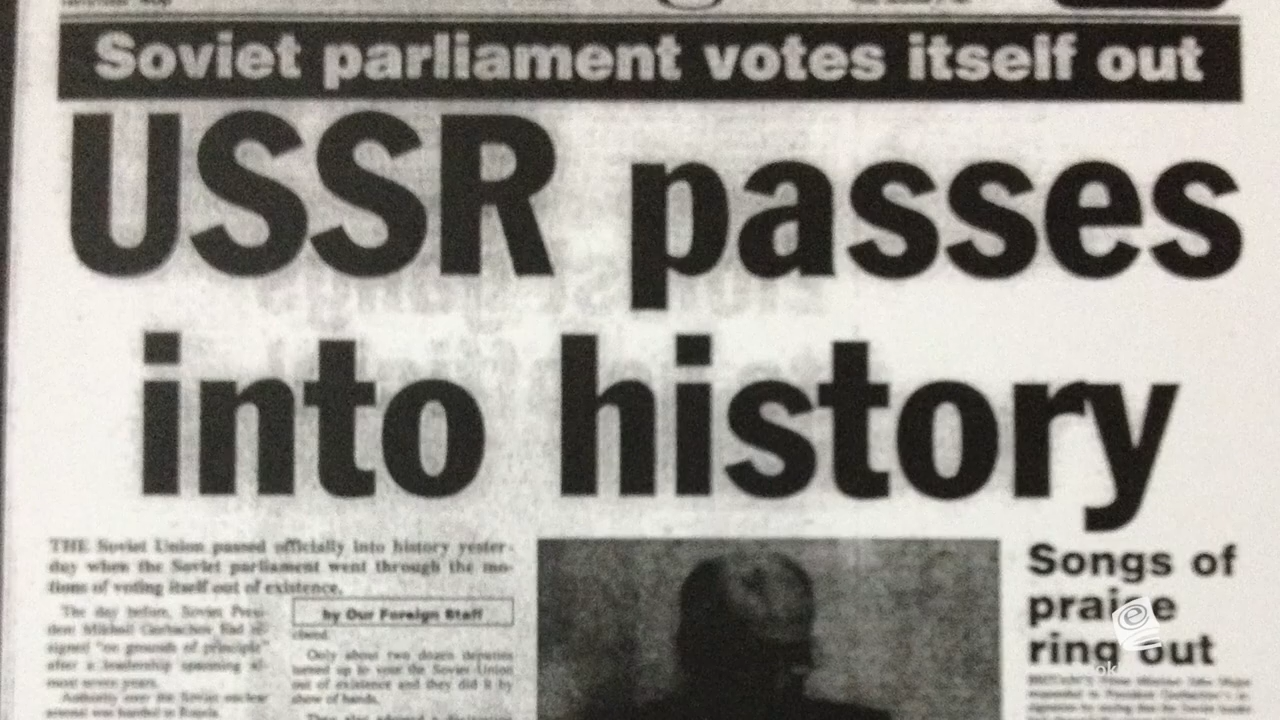 Soviet parliament votes itself out
USSR passes
into history
THE Soviet Union passed officially into history yester-
day when the Soviet parliament went through the mo-
tions of voting itself out of existence.
The day before, Soviet Presi-
dent Mikhail Gorbachov had re-
signed "on grounds of principle"
after a leadership spanning al-
most seven years.
Authority over the Soviet nuclear
arsenal was handed to Russia.
by Our Foreign Staff
Only about two dozen deputies
turned up to vote the Soviet Union
out of existence and they did it by
show of hands.
Songs of
praise
ring out
e
ok